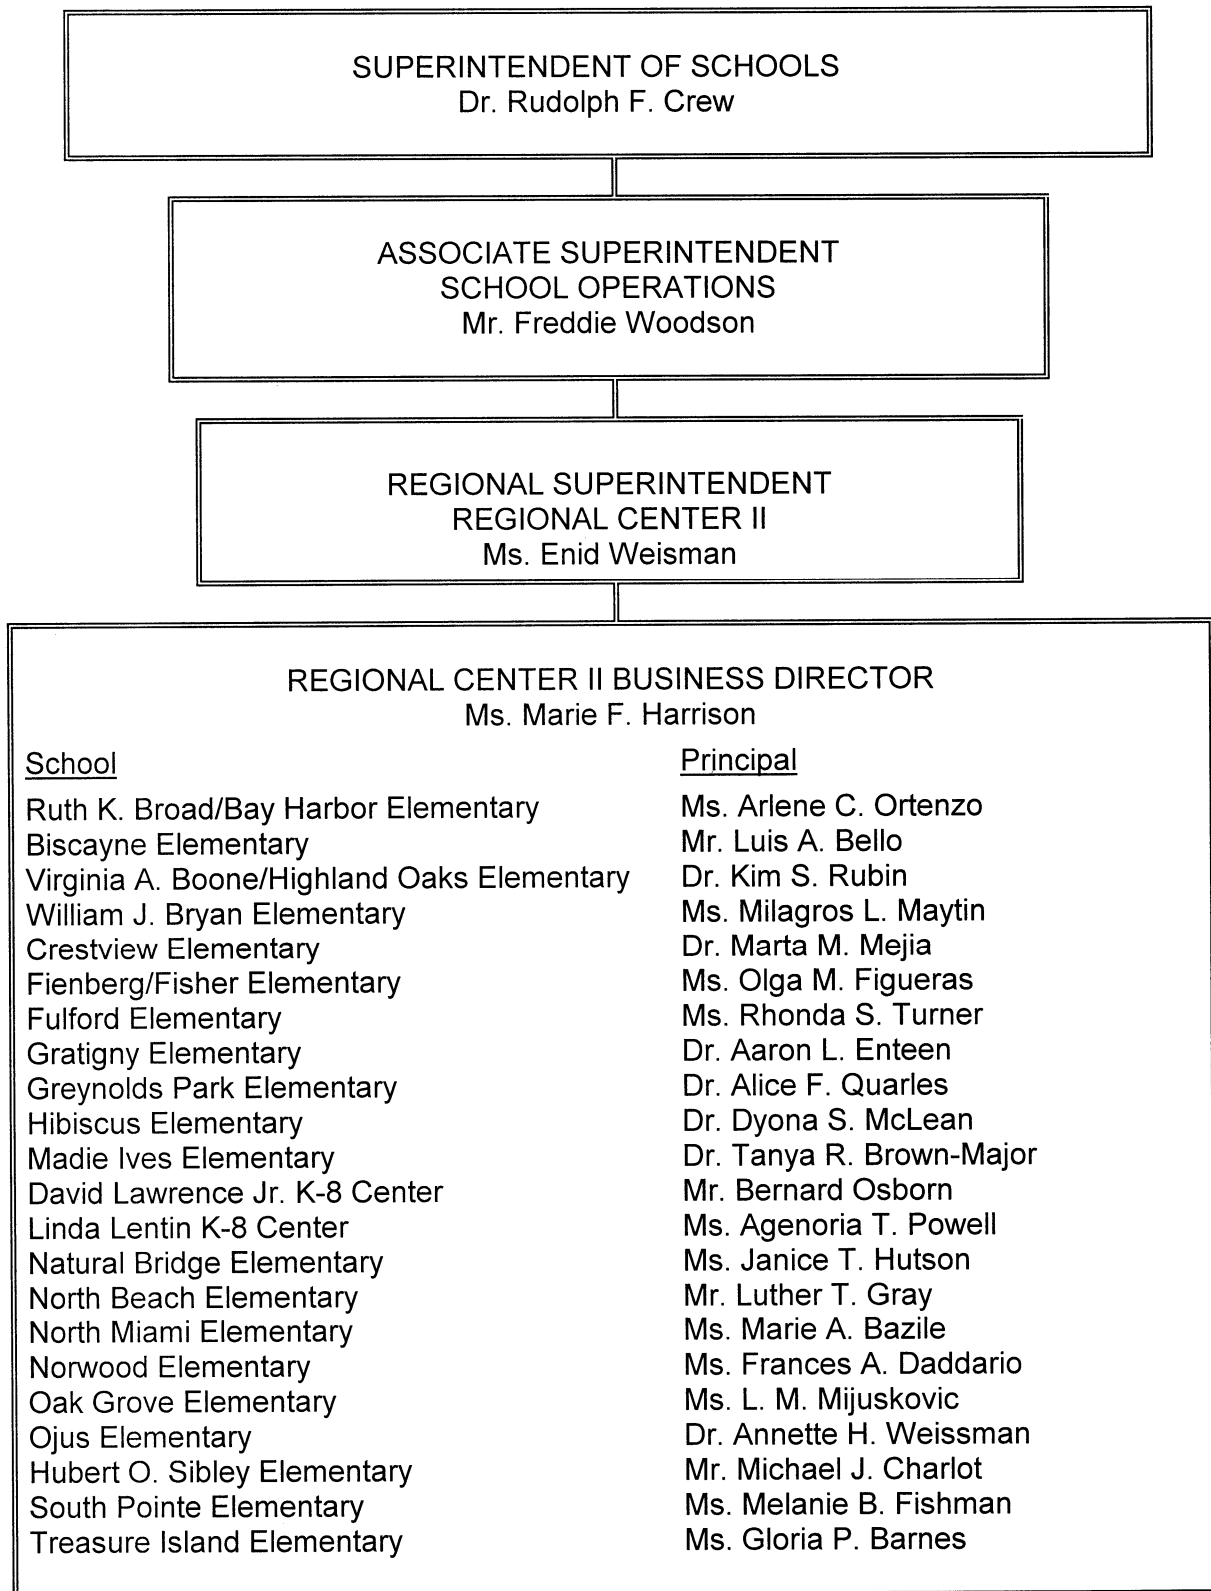 SUPERINTENDENT OF SCHOOLS
Dr. Rudolph F. Crew
ASSOCIATE SUPERINTENDENT
SCHOOL OPERATIONS
Mr. Freddie Woodson
REGIONAL SUPERINTENDENT
REGIONAL CENTER II
Ms. Enid Weisman
REGIONAL CENTER II BUSINESS DIRECTOR
Ms. Marie F. Harrison
School Principal
Ruth K. Broad/Bay Harbor Elementary Ms. Arlene C. Ortenzo
Biscayne Elementary Mr. Luis A. Bello
Virginia A. Boone/Highland Oaks Elementary Dr. Kim S. Rubin
William J. Bryan Elementary Ms. Milagros L. Maytin
Crestview Elementary Dr. Marta M. Mejia
Fienberg/Fisher Elementary Ms. Olga M. Figueras
Fulford Elementary Ms. Rhonda S. Turner
Gratigny Elementary Dr. Aaron L. Enteen
Greynolds Park Elementary Dr. Alice F. Quarles
Hibiscus Elementary Dr. Dyona S. McLean
Madie Ives Elementary Dr. Tanya R. Brown-Major
David Lawrence Jr. K-8 Center Mr. Bernard Osborn
Linda Lentin K-8 Center Ms. Agenoria T. Powell
Natural Bridge Elementary Ms. Janice T. Hutson
North Beach Elementary Mr. Luther T. Gray
North Miami Elementary Ms. Marie A. Bazile
Norwood Elementary Ms. Frances A. Daddario
Oak Grove Elementary Ms. L. M. Mijuskovic
Ojus Elementary Dr. Annette H. Weissman
Hubert O. Sibley Elementary Mr. Michael J. Charlot
South Pointe Elementary Ms. Melanie B. Fishman
Treasure Island Elementary Ms. Gloria P. Barnes